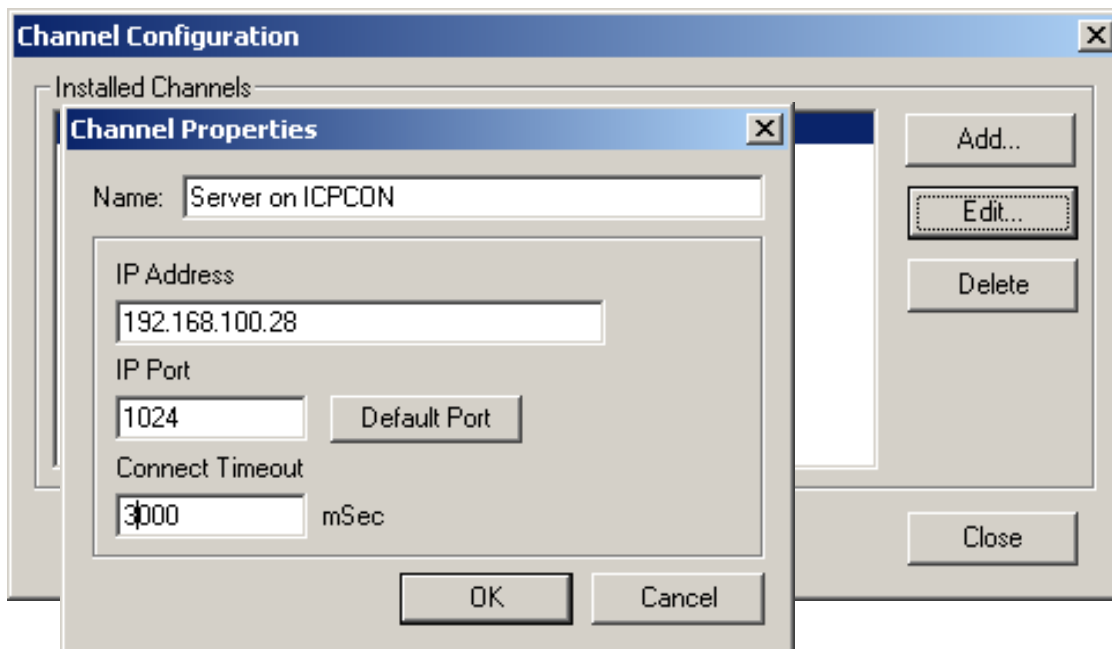 Channel Configuration
Installed Channels
Channel Properties
Add...
Name: Server on ICPCON
Edit...
IP Address
Delete
192.168.100.28
IP Port
1024 Default Port
Connect Timeout
3000 mSec
Close
OK Cancel